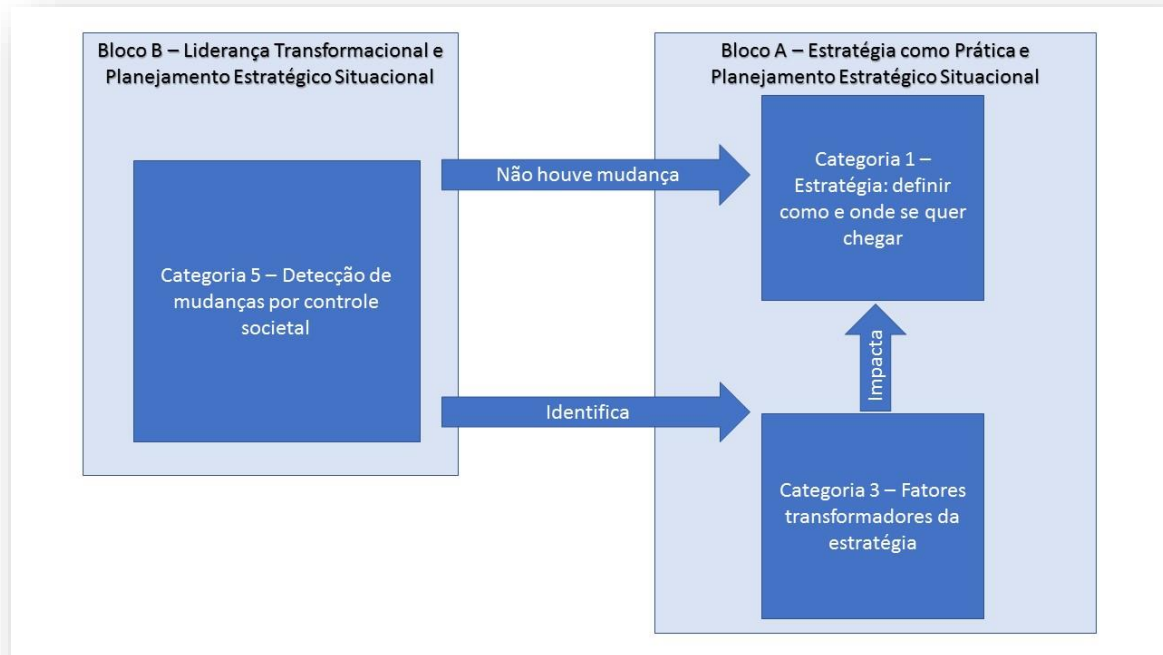 Bloco B – Liderança Transformacional e
Planejamento Estratégico Situacional
Categoria 5 – Detecção de
mudanças por controle
societal
Não houve mudança
Identifica
Bloco A – Estratégia como Prática e
Planejamento Estratégico Situacional
Categoria 1 –
Estratégia: definir
como e onde se quer
chegar
Impacta
Categoria 3 – Fatores
transformadores da
estratégia